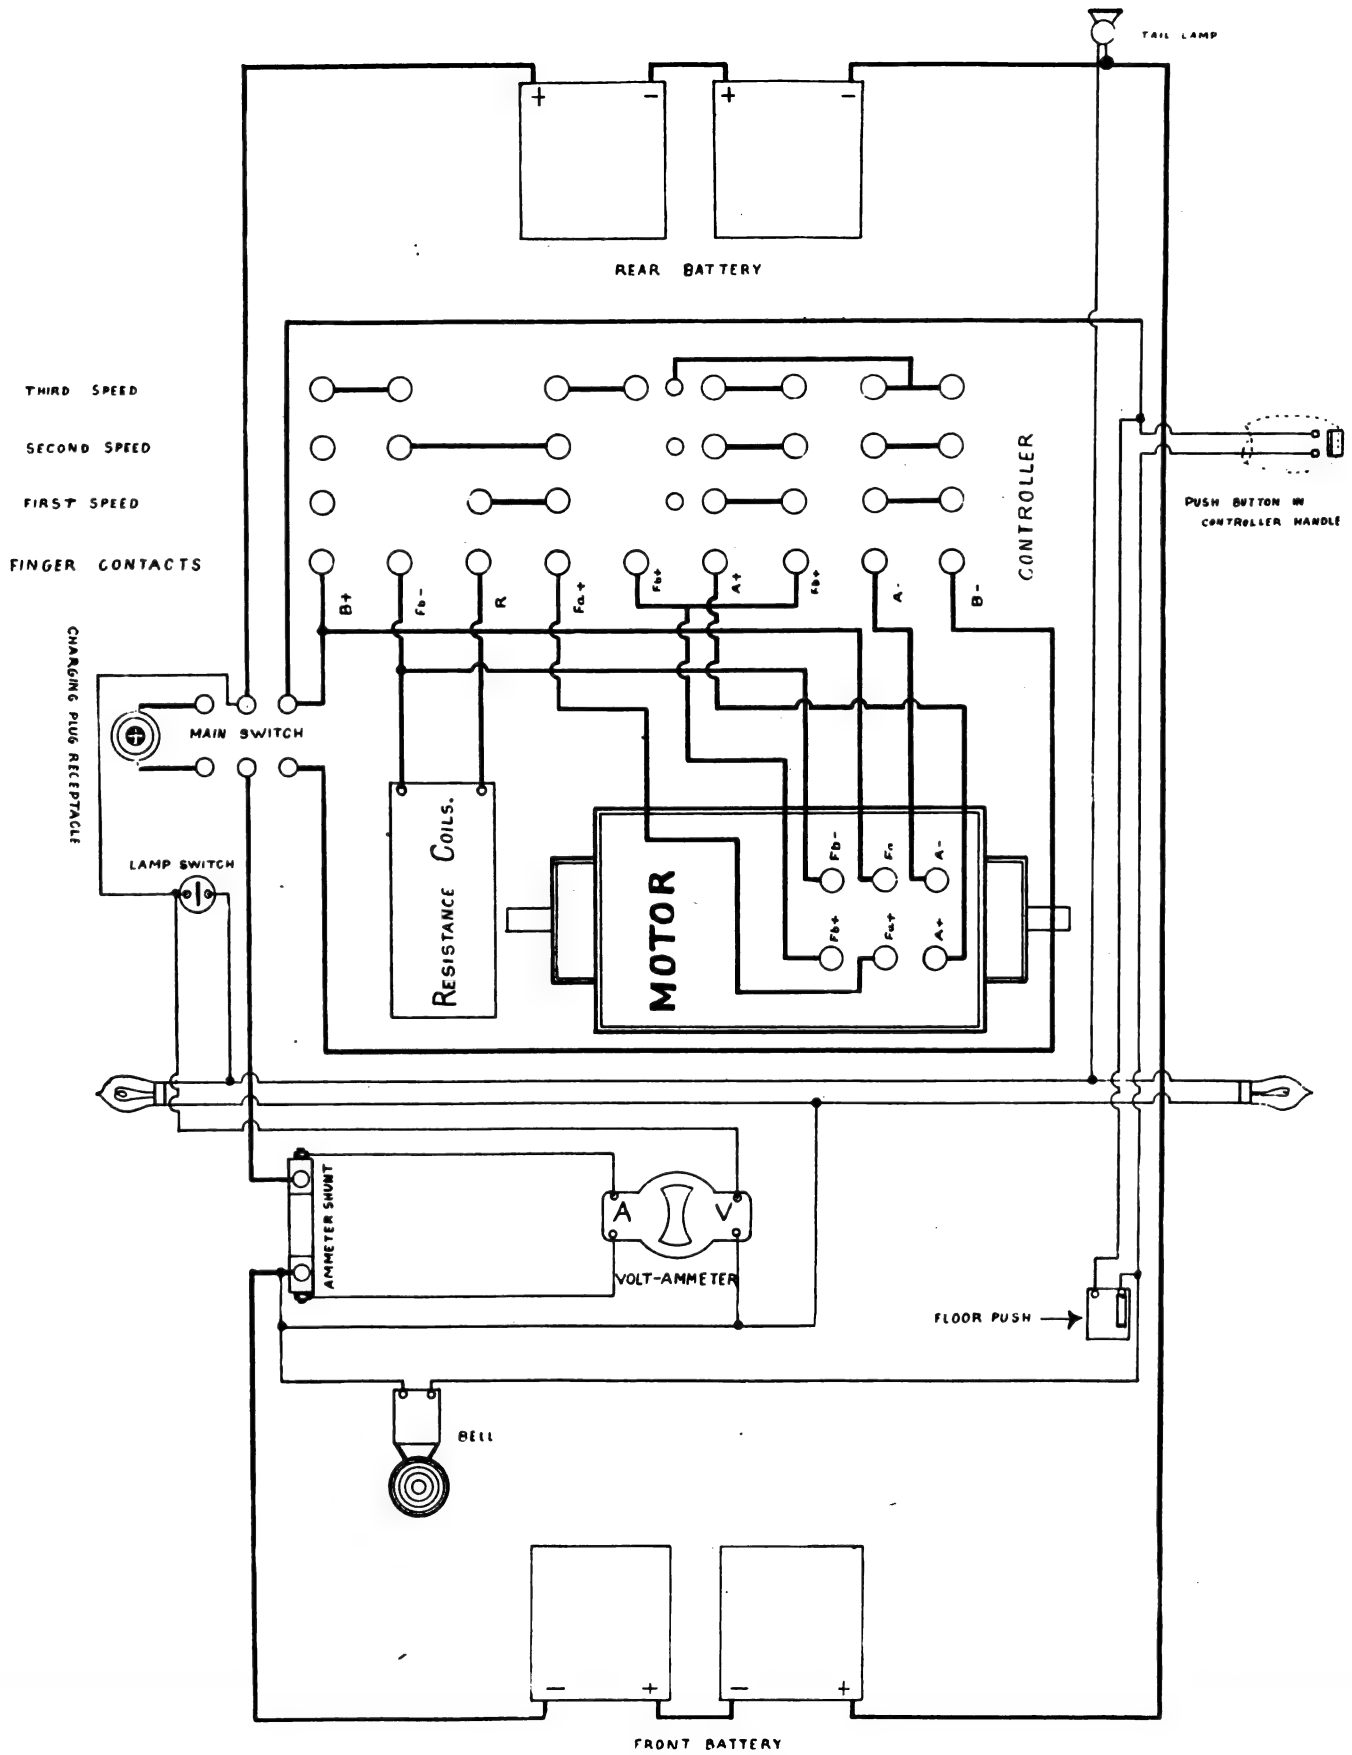 TAIL LAMP
+ − + −
REAR BATTERY
THIRD SPEED
SECOND SPEED
FIRST SPEED
FINGER CONTACTS
CONTROLLER
PUSH BUTTON IN
CONTROLLER HANDLE
B+
Fb-
R
Fa+
Fb+
A+
Fb+
A-
B-
CHARGING PLUG RECEPTACLE
+
MAIN SWITCH
LAMP SWITCH
RESISTANCE COILS.
MOTOR
Fb-
A-
Fb+
Fa+
A+
AMMETER SHUNT
A
V
VOLT-AMMETER
FLOOR PUSH
BELL
− + − +
FRONT BATTERY